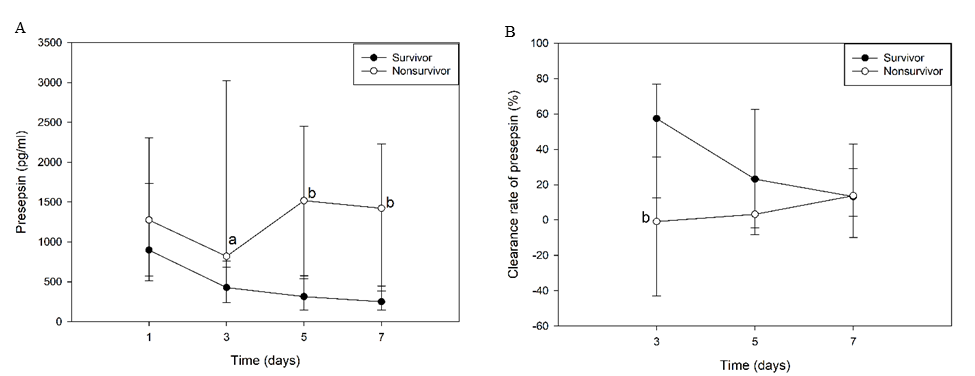 A
3500
3000
2500
2000
1500
1000
500
0
Presepsin (pg/ml)
Survivor
Nonsurvivor
a
b
b
1 3 5 7
Time (days)
B
100
80
60
40
20
0
-20
-40
-60
Clearance rate of presepsin (%)
Survivor
Nonsurvivor
b
3 5 7
Time (days)